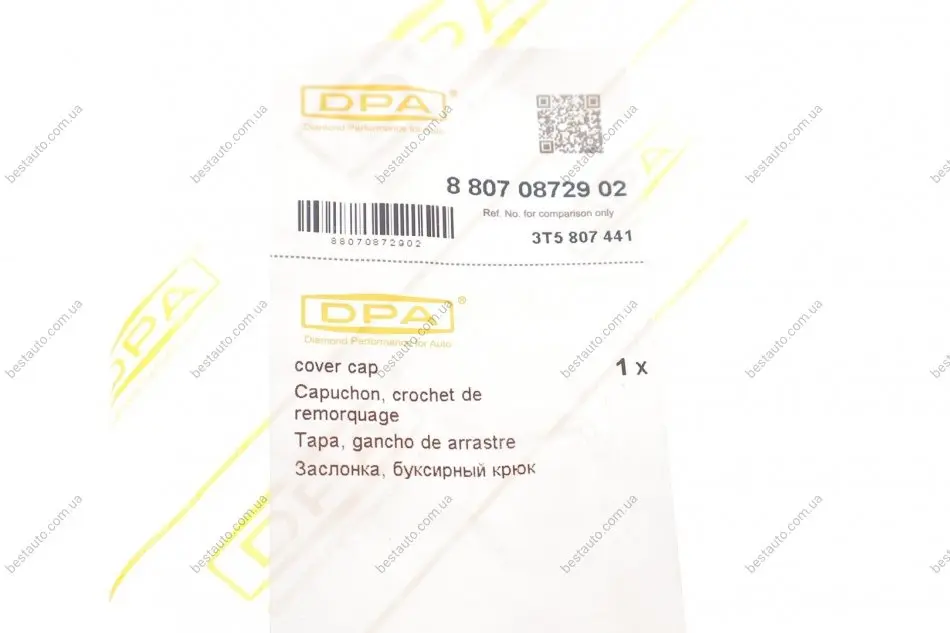 DPA®
Diamond Performance for Auto
8 807 08729 02
Ref. No. for comparison only
88070872902
3T5 807 441
DPA®
Diamond Performance for Auto
cover cap
1 x
Capuchon, crochet de
remorquage
Tapa, gancho de arrastre
Заслонка, буксирный крюк
bestauto.com.ua